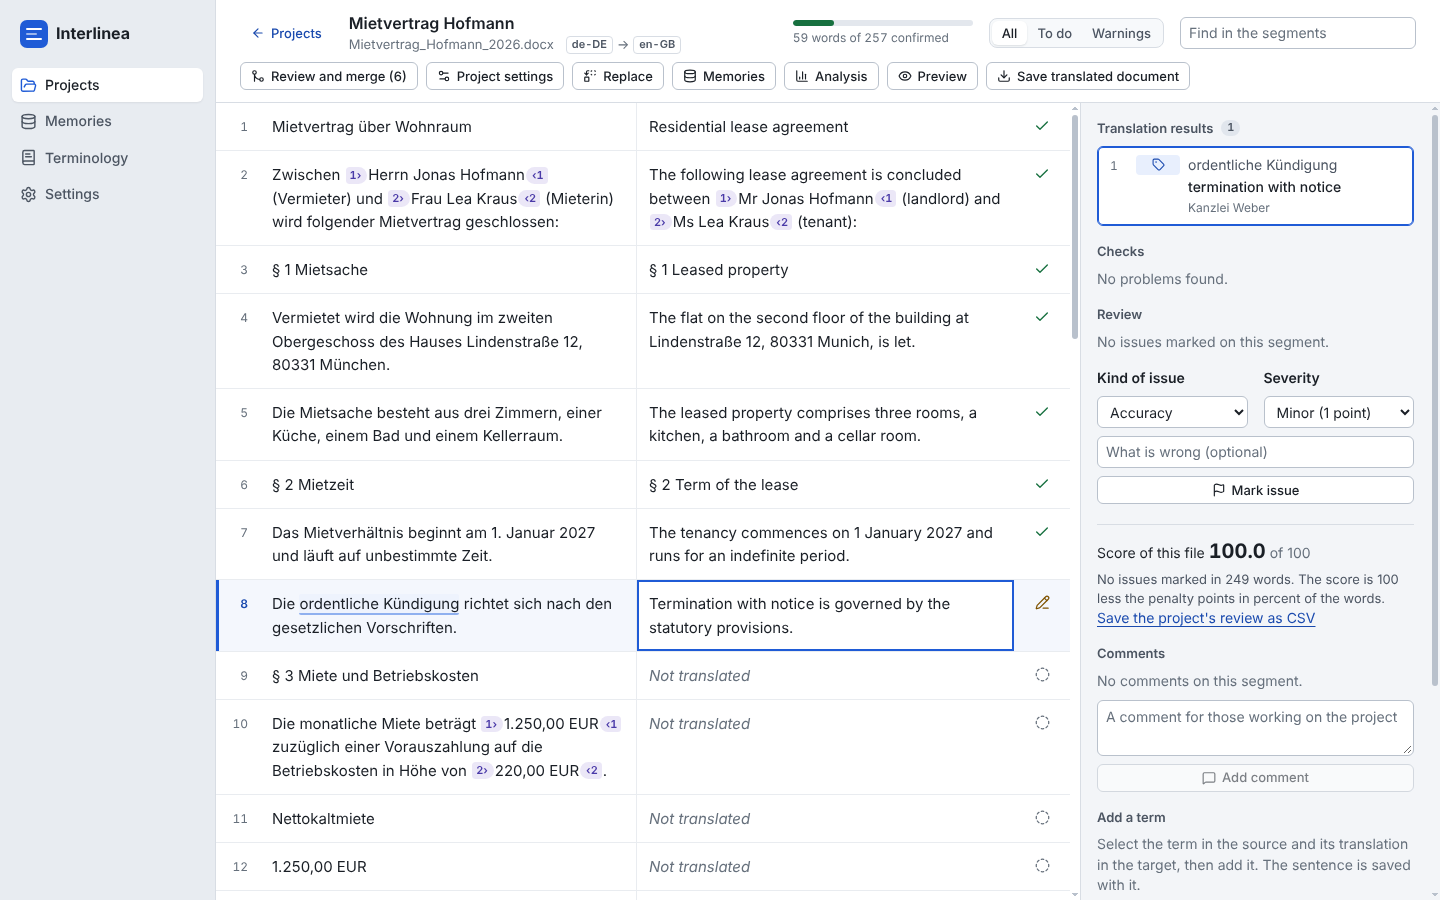 Interlinea
Projects
Memories
Terminology
Settings
Projects
Mietvertrag Hofmann
Mietvertrag_Hofmann_2026.docx de-DE → en-GB
59 words of 257 confirmed
All To do Warnings
Find in the segments
Review and merge (6) Project settings Replace Memories Analysis Preview Save translated document
1 Mietvertrag über Wohnraum Residential lease agreement
2 Zwischen 1› Herrn Jonas Hofmann ‹1 The following lease agreement is concluded
(Vermieter) und 2› Frau Lea Kraus ‹2 (Mieterin) between 1› Mr Jonas Hofmann ‹1 (landlord) and
wird folgender Mietvertrag geschlossen: 2› Ms Lea Kraus ‹2 (tenant):
3 § 1 Mietsache § 1 Leased property
4 Vermietet wird die Wohnung im zweiten The flat on the second floor of the building at
Obergeschoss des Hauses Lindenstraße 12, Lindenstraße 12, 80331 Munich, is let.
80331 München.
5 Die Mietsache besteht aus drei Zimmern, einer The leased property comprises three rooms, a
Küche, einem Bad und einem Kellerraum. kitchen, a bathroom and a cellar room.
6 § 2 Mietzeit § 2 Term of the lease
7 Das Mietverhältnis beginnt am 1. Januar 2027 The tenancy commences on 1 January 2027 and
und läuft auf unbestimmte Zeit. runs for an indefinite period.
8 Die ordentliche Kündigung richtet sich nach den Termination with notice is governed by the
gesetzlichen Vorschriften. statutory provisions.
9 § 3 Miete und Betriebskosten Not translated
10 Die monatliche Miete beträgt 1› 1.250,00 EUR ‹1 Not translated
zuzüglich einer Vorauszahlung auf die
Betriebskosten in Höhe von 2› 220,00 EUR ‹2 .
11 Nettokaltmiete Not translated
12 1.250,00 EUR Not translated
Translation results 1
1 ordentliche Kündigung
termination with notice
Kanzlei Weber
Checks
No problems found.
Review
No issues marked on this segment.
Kind of issue Severity
Accuracy Minor (1 point)
What is wrong (optional)
Mark issue
Score of this file 100.0 of 100
No issues marked in 249 words. The score is 100
less the penalty points in percent of the words.
Save the project's review as CSV
Comments
No comments on this segment.
A comment for those working on the project
Add comment
Add a term
Select the term in the source and its translation
in the target, then add it. The sentence is saved
with it.